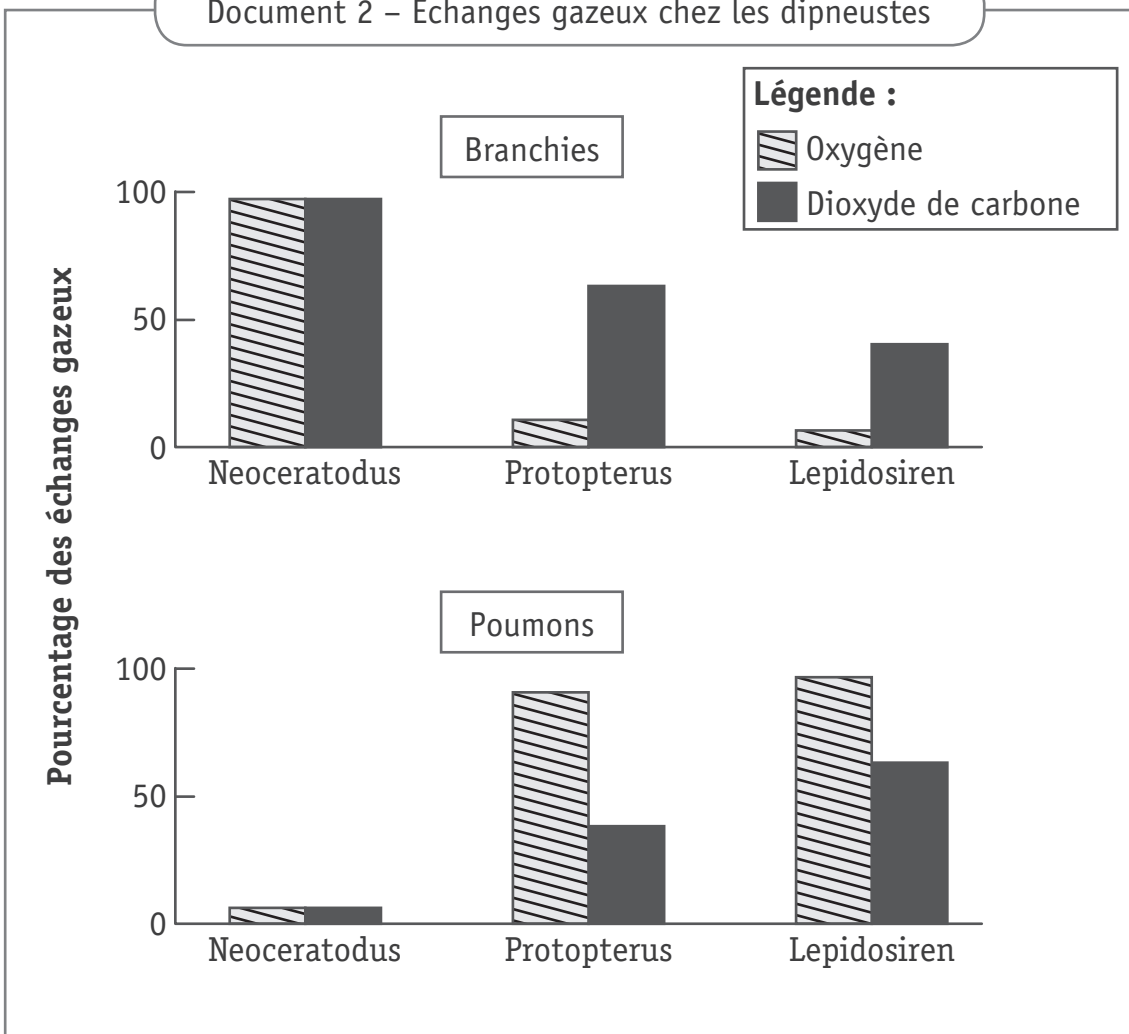 Document 2 – Echanges gazeux chez les dipneustes
Légende :
Oxygène
Dioxyde de carbone
Branchies
Pourcentage des échanges gazeux
100
50
0
Neoceratodus Protopterus Lepidosiren
Poumons
100
50
0
Neoceratodus Protopterus Lepidosiren